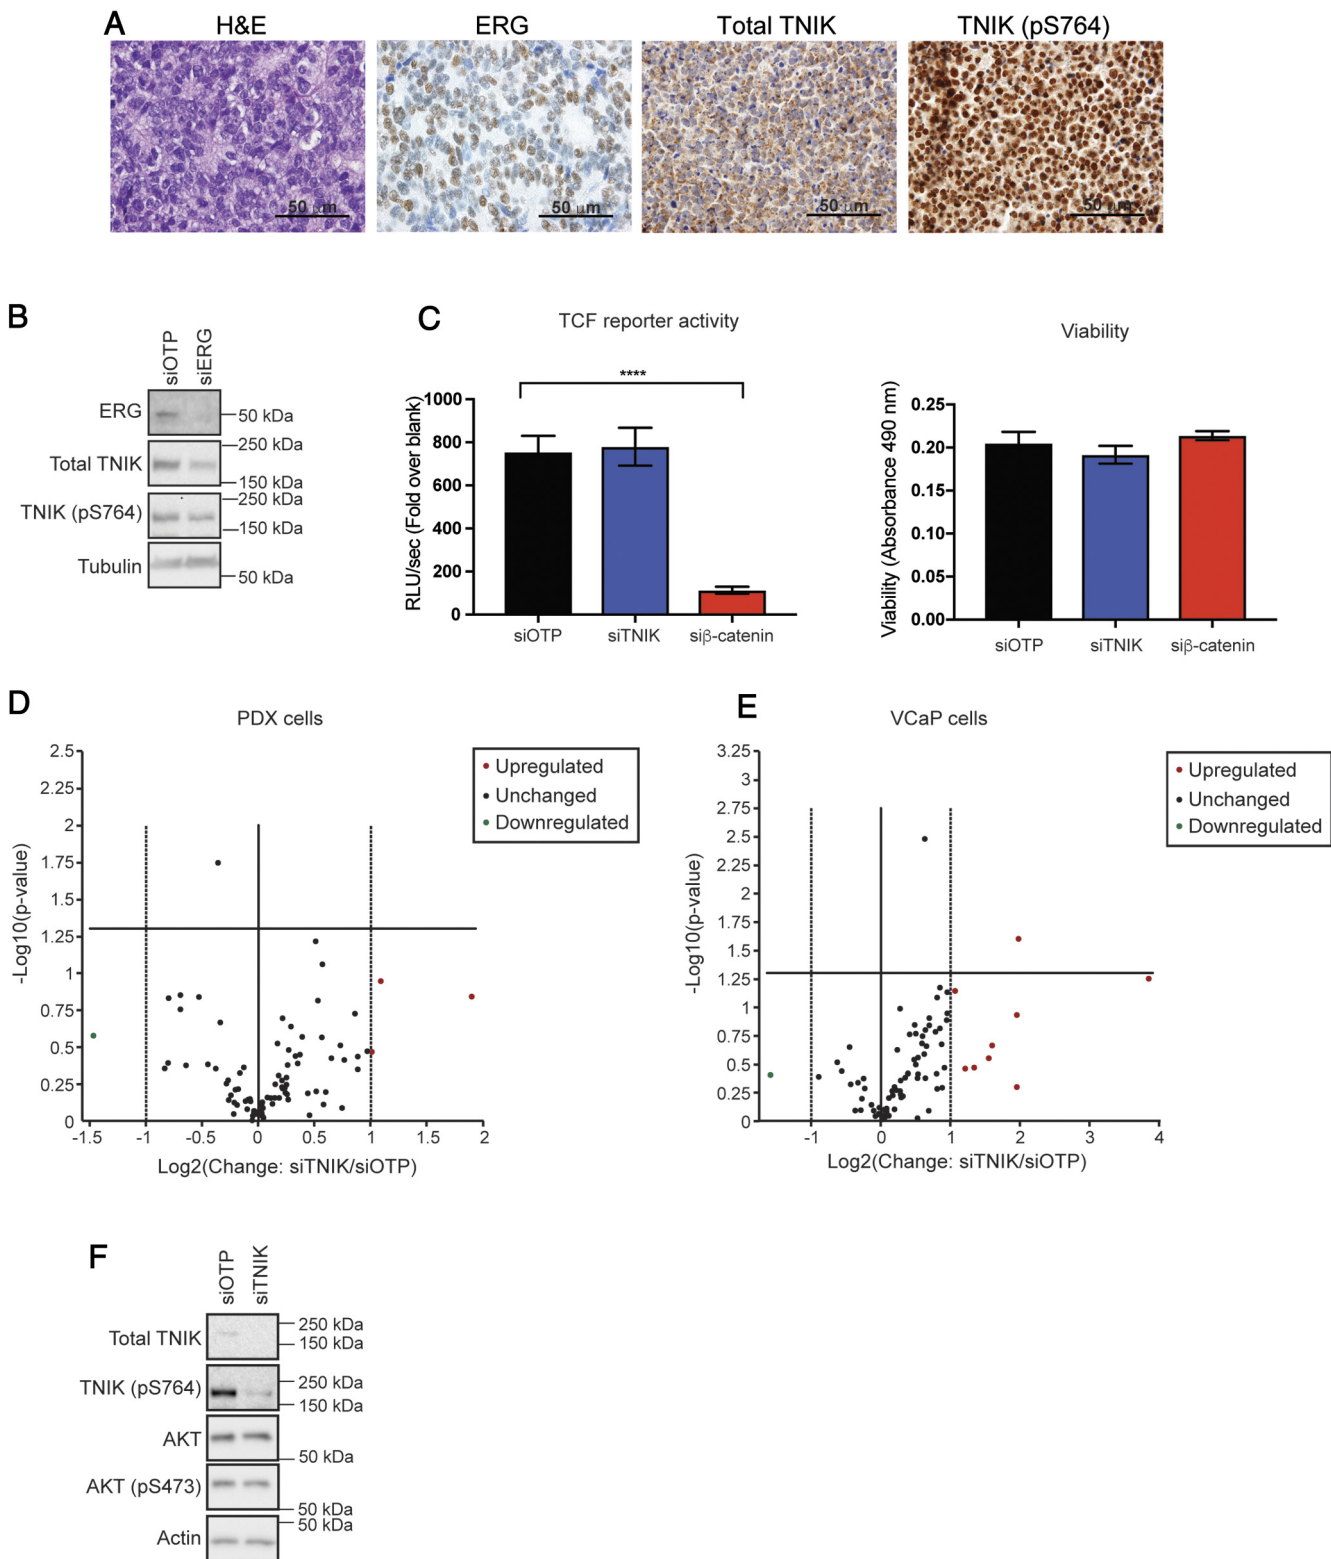 A
H&E
ERG
Total TNIK
TNIK (pS764)
50 μm
50 μm
50 μm
50 μm
B
siOTP
siERG
ERG
50 kDa
Total TNIK
250 kDa
150 kDa
TNIK (pS764)
250 kDa
150 kDa
Tubulin
50 kDa
C
TCF reporter activity
****
RLU/sec (Fold over blank)
1000
800
600
400
200
0
siOTP
siTNIK
siβ-catenin
Viability
Viability (Absorbance 490 nm)
0.25
0.20
0.15
0.10
0.05
0.00
siOTP
siTNIK
siβ-catenin
D
PDX cells
-Log10(p-value)
2.5
2.25
2
1.75
1.5
1.25
1
0.75
0.5
0.25
0
-1.5
-1
-0.5
0
0.5
1
1.5
2
Log2(Change: siTNIK/siOTP)
Upregulated
Unchanged
Downregulated
E
VCaP cells
-Log10(p-value)
3.25
3
2.75
2.5
2.25
2
1.75
1.5
1.25
1
0.75
0.5
0.25
0
-1
0
1
2
3
4
Log2(Change: siTNIK/siOTP)
Upregulated
Unchanged
Downregulated
F
siOTP
siTNIK
Total TNIK
250 kDa
150 kDa
TNIK (pS764)
250 kDa
150 kDa
AKT
50 kDa
AKT (pS473)
50 kDa
50 kDa
Actin